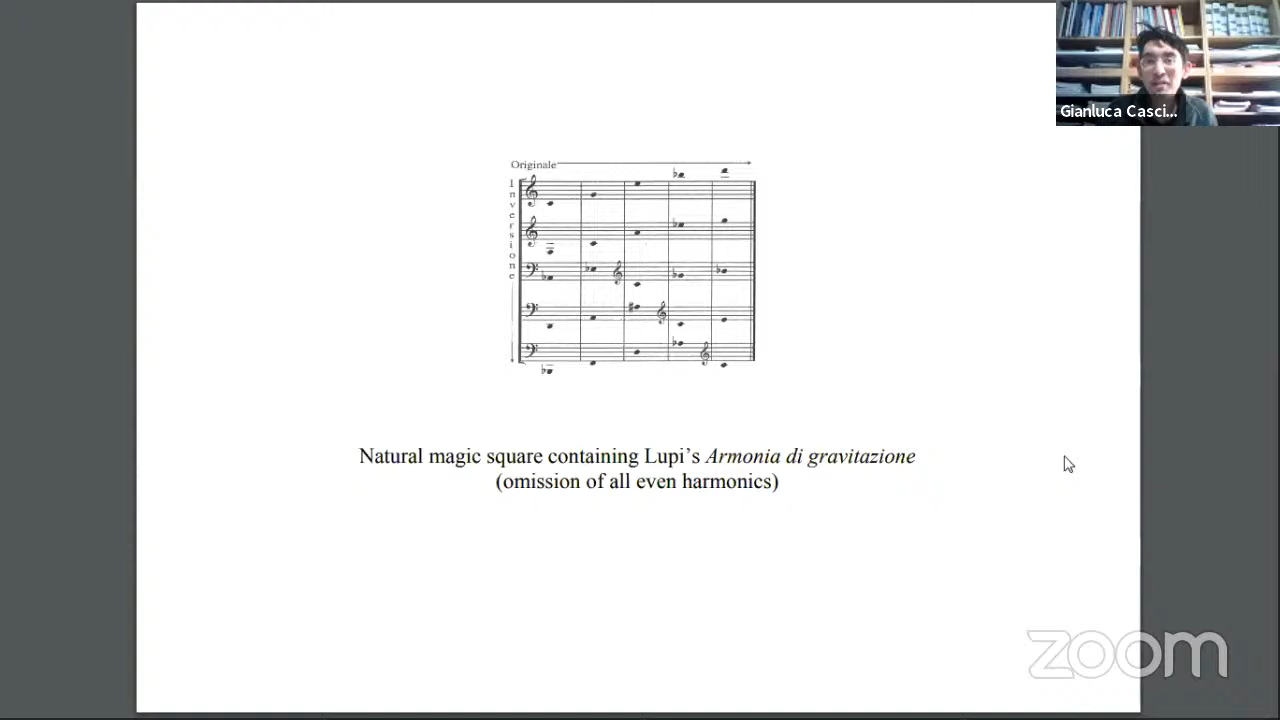 Gianluca Casci...
Originale
Inversione
Natural magic square containing Lupi's Armonia di gravitazione
(omission of all even harmonics)
zoom